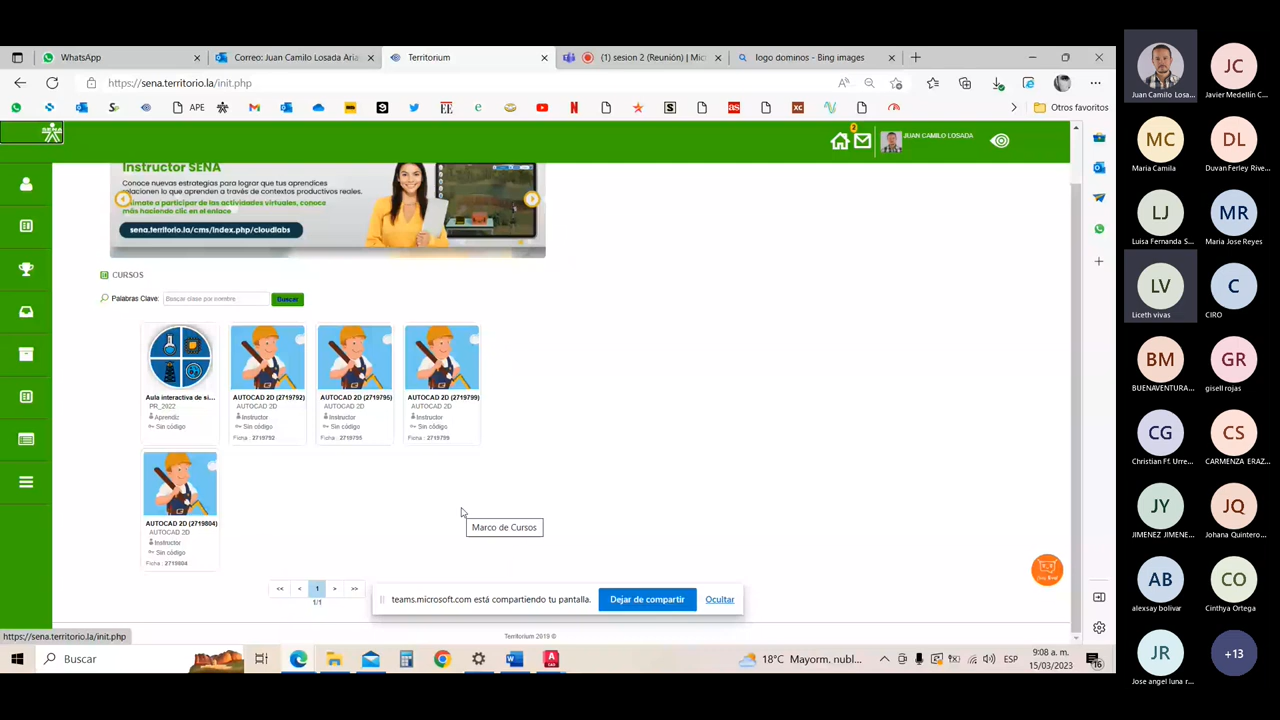 WhatsApp
Correo: Juan Camilo Losada Aria
Territorium
(1) sesion 2 (Reunión) | Mic
logo dominos - Bing images
https://sena.territorio.la/init.php
APE
Otros favoritos
SENA
2
JUAN CAMILO LOSADA
Instructor SENA
Conoce nuevas estrategias para lograr que tus aprendices
relacionen lo que aprenden a través de contextos productivos reales.
Anímate a participar de las actividades virtuales, conoce
más haciendo clic en el enlace
sena.territorio.la/cms/index.php/cloudlabs
CURSOS
Palabras Clave:
Buscar clase por nombre
Buscar
Aula interactiva de si...
PR_2022
Aprendiz
Sin código
AUTOCAD 2D (2719792)
AUTOCAD 2D
Instructor
Sin código
Ficha : 2719792
AUTOCAD 2D (2719795)
AUTOCAD 2D
Instructor
Sin código
Ficha : 2719795
AUTOCAD 2D (2719799)
AUTOCAD 2D
Instructor
Sin código
Ficha : 2719799
AUTOCAD 2D (2719804)
AUTOCAD 2D
Instructor
Sin código
Ficha : 2719804
Marco de Cursos
<< < 1 > >>
1/1
teams.microsoft.com está compartiendo tu pantalla.
Dejar de compartir
Ocultar
https://sena.territorio.la/init.php
Territorium 2019 ©
Buscar
18°C Mayorm. nubl...
ESP
9:08 a. m.
15/03/2023
16
Juan Camilo Losa...
JC
Javier Medellín C...
MC
Maria Camila
DL
Duvan Ferley Rive...
LJ
Luisa Fernanda S...
MR
Maria Jose Reyes
LV
Liceth vivas
C
CIRO
BM
BUENAVENTURA...
GR
gisell rojas
CG
Christian Ff. Urre...
CS
CARMENZA ERAZ...
JY
JIMENEZ JIMENE...
JQ
Johana Quintero...
AB
alexsay bolivar
CO
Cinthya Ortega
JR
Jose angel luna r...
+13